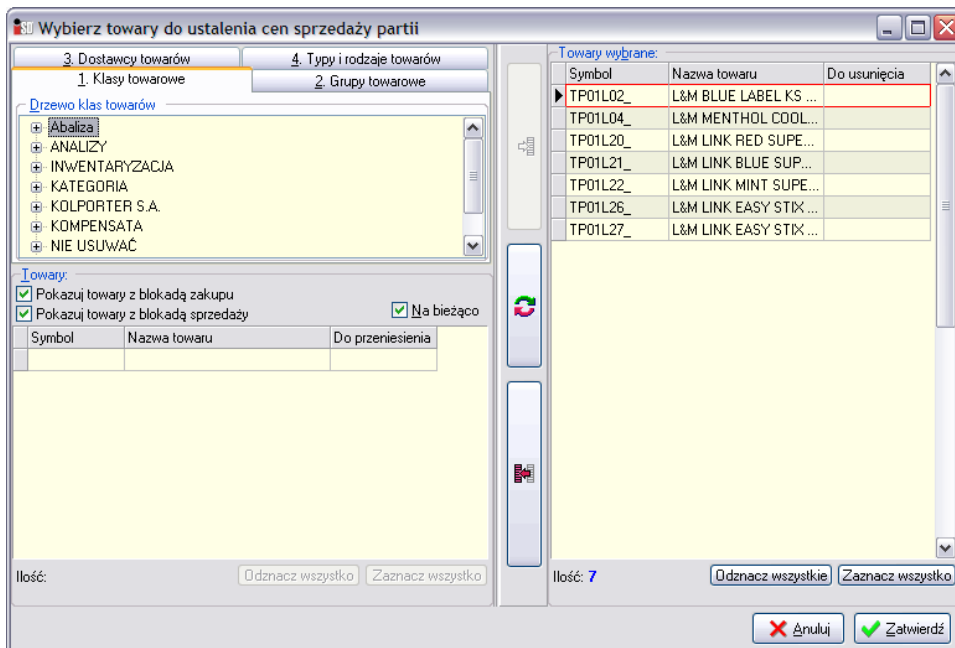 iSU Wybierz towary do ustalenia cen sprzedaży partii
3. Dostawcy towarów 4. Typy i rodzaje towarów
1. Klasy towarowe 2. Grupy towarowe
Drzewo klas towarów
Abaliza
ANALIZY
INWENTARYZACJA
KATEGORIA
KOLPORTER S.A.
KOMPENSATA
NIE USUWAĆ
Towary:
Pokazuj towary z blokadą zakupu
Pokazuj towary z blokadą sprzedaży Na bieżąco
Symbol Nazwa towaru Do przeniesienia
Ilość: Odznacz wszystko Zaznacz wszystko
Towary wybrane:
Symbol Nazwa towaru Do usunięcia
TP01L02_ L&M BLUE LABEL KS ...
TP01L04_ L&M MENTHOL COOL...
TP01L20_ L&M LINK RED SUPE...
TP01L21_ L&M LINK BLUE SUP...
TP01L22_ L&M LINK MINT SUPE...
TP01L26_ L&M LINK EASY STIX ...
TP01L27_ L&M LINK EASY STIX ...
Ilość: 7 Odznacz wszystkie Zaznacz wszystko
Anuluj Zatwierdź